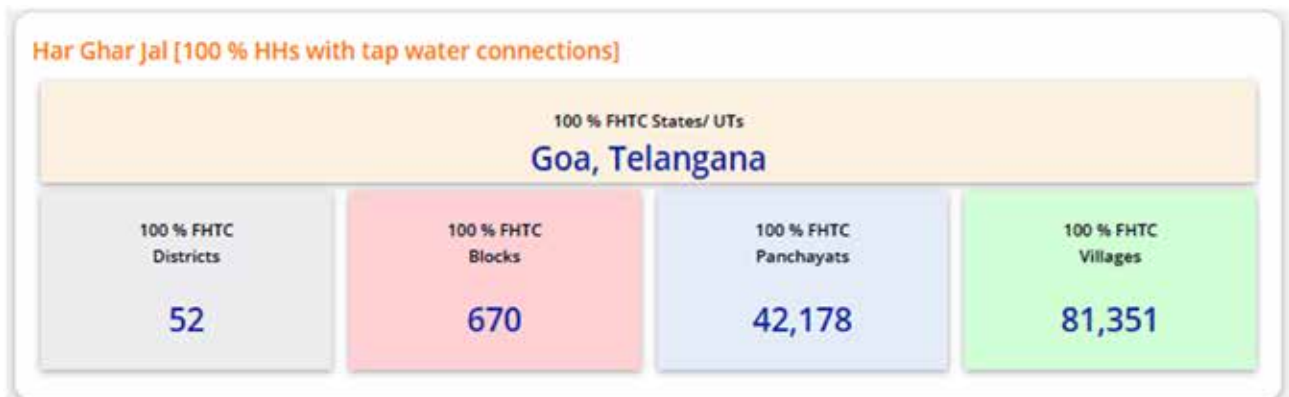 Har Ghar Jal [100 % HHs with tap water connections]
100 % FHTC States/ UTs
Goa, Telangana
100 % FHTC
Districts
52
100 % FHTC
Blocks
670
100 % FHTC
Panchayats
42,178
100 % FHTC
Villages
81,351